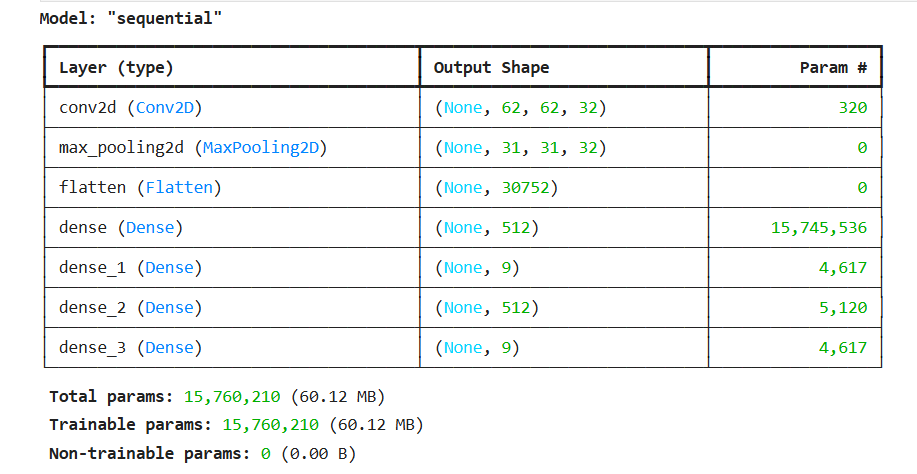 Model: "sequential"
Layer (type) Output Shape Param #
conv2d (Conv2D) (None, 62, 62, 32) 320
max_pooling2d (MaxPooling2D) (None, 31, 31, 32) 0
flatten (Flatten) (None, 30752) 0
dense (Dense) (None, 512) 15,745,536
dense_1 (Dense) (None, 9) 4,617
dense_2 (Dense) (None, 512) 5,120
dense_3 (Dense) (None, 9) 4,617
Total params: 15,760,210 (60.12 MB)
Trainable params: 15,760,210 (60.12 MB)
Non-trainable params: 0 (0.00 B)